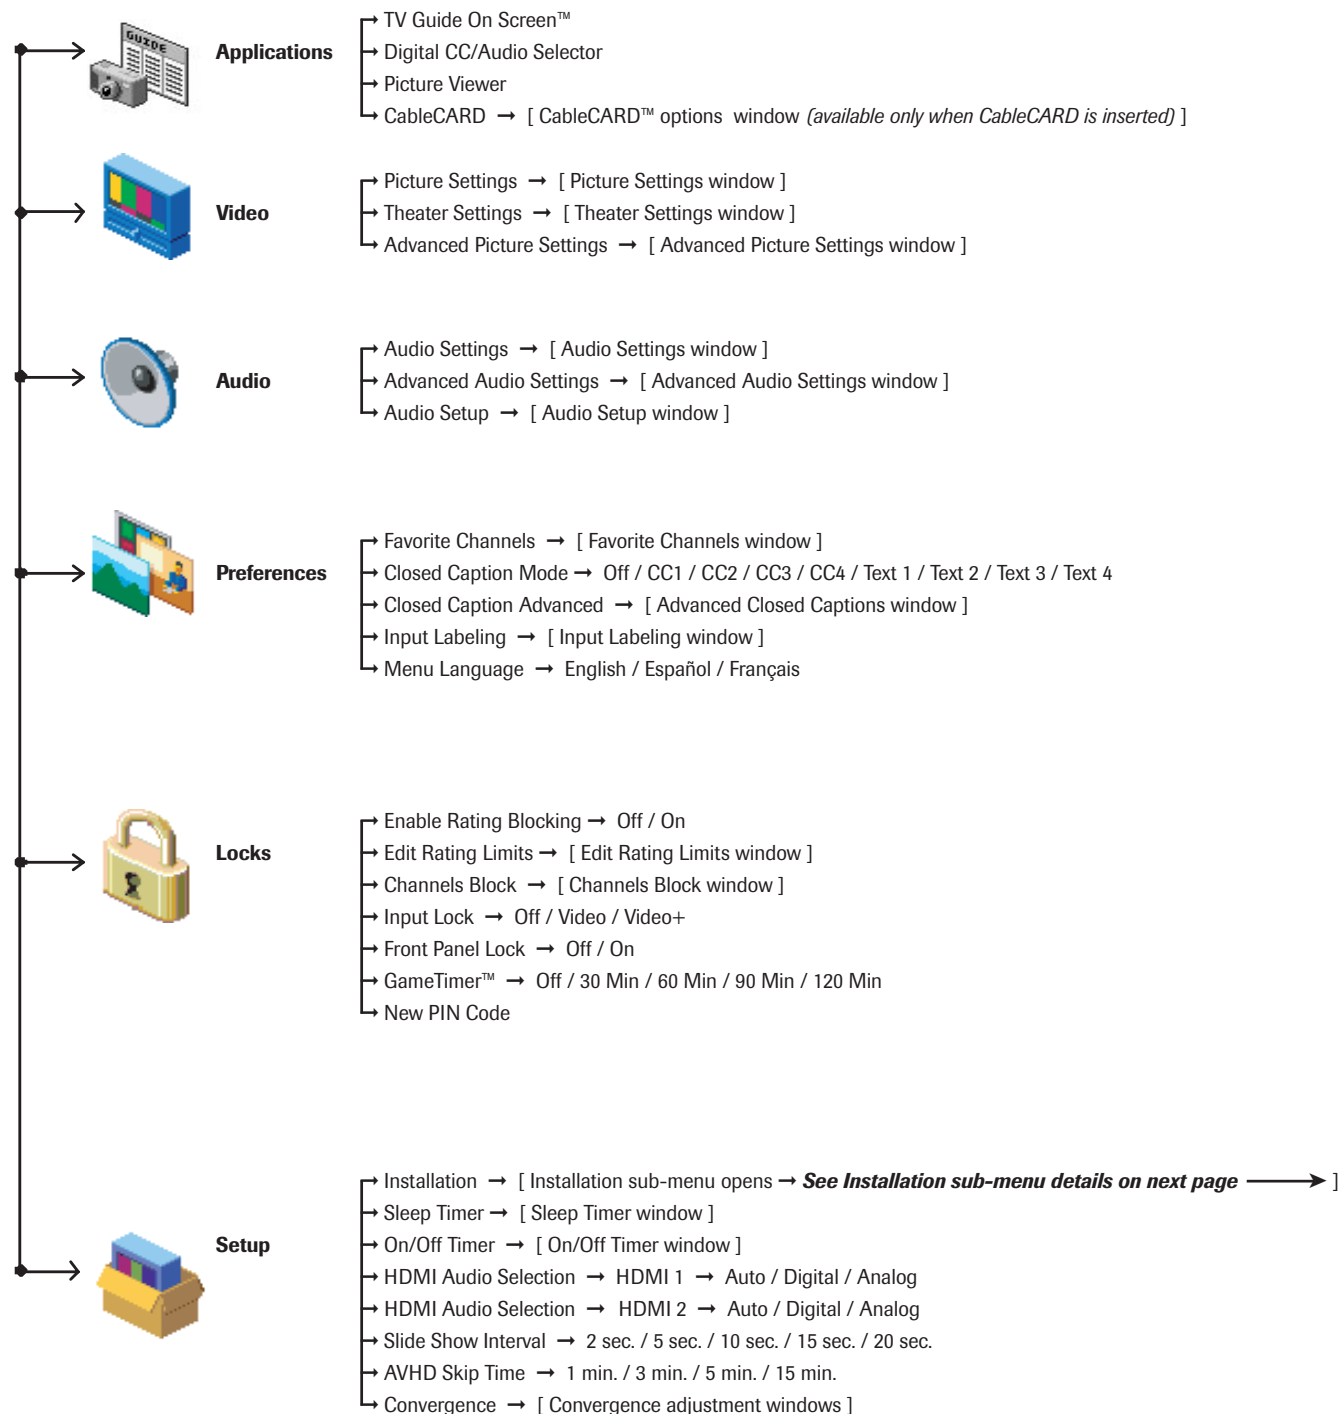 GUIDE
Applications
TV Guide On Screen™
Digital CC/Audio Selector
Picture Viewer
CableCARD → [ CableCARD™ options window (available only when CableCARD is inserted) ]
Video
Picture Settings → [ Picture Settings window ]
Theater Settings → [ Theater Settings window ]
Advanced Picture Settings → [ Advanced Picture Settings window ]
Audio
Audio Settings → [ Audio Settings window ]
Advanced Audio Settings → [ Advanced Audio Settings window ]
Audio Setup → [ Audio Setup window ]
Preferences
Favorite Channels → [ Favorite Channels window ]
Closed Caption Mode → Off / CC1 / CC2 / CC3 / CC4 / Text 1 / Text 2 / Text 3 / Text 4
Closed Caption Advanced → [ Advanced Closed Captions window ]
Input Labeling → [ Input Labeling window ]
Menu Language → English / Español / Français
Locks
Enable Rating Blocking → Off / On
Edit Rating Limits → [ Edit Rating Limits window ]
Channels Block → [ Channels Block window ]
Input Lock → Off / Video / Video+
Front Panel Lock → Off / On
GameTimer™ → Off / 30 Min / 60 Min / 90 Min / 120 Min
New PIN Code
Setup
Installation → [ Installation sub-menu opens → See Installation sub-menu details on next page → ]
Sleep Timer → [ Sleep Timer window ]
On/Off Timer → [ On/Off Timer window ]
HDMI Audio Selection → HDMI 1 → Auto / Digital / Analog
HDMI Audio Selection → HDMI 2 → Auto / Digital / Analog
Slide Show Interval → 2 sec. / 5 sec. / 10 sec. / 15 sec. / 20 sec.
AVHD Skip Time → 1 min. / 3 min. / 5 min. / 15 min.
Convergence → [ Convergence adjustment windows ]